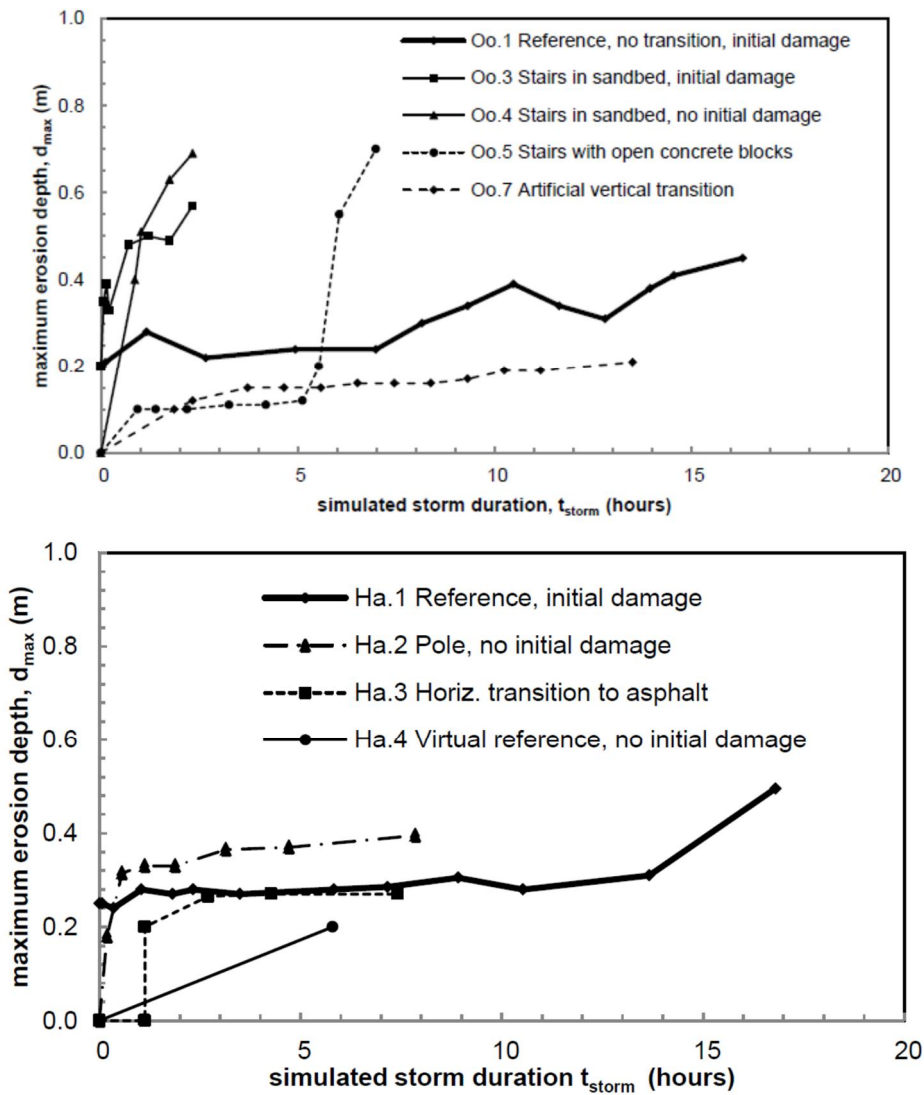 1.0
0.8
0.6
0.4
0.2
0.0
maximum erosion depth, dmax (m)
Oo.1 Reference, no transition, initial damage
Oo.3 Stairs in sandbed, initial damage
Oo.4 Stairs in sandbed, no initial damage
Oo.5 Stairs with open concrete blocks
Oo.7 Artificial vertical transition
0 5 10 15 20
simulated storm duration, tstorm (hours)
1.0
0.8
0.6
0.4
0.2
0.0
maximum erosion depth, dmax (m)
Ha.1 Reference, initial damage
Ha.2 Pole, no initial damage
Ha.3 Horiz. transition to asphalt
Ha.4 Virtual reference, no initial damage
0 5 10 15 20
simulated storm duration tstorm (hours)